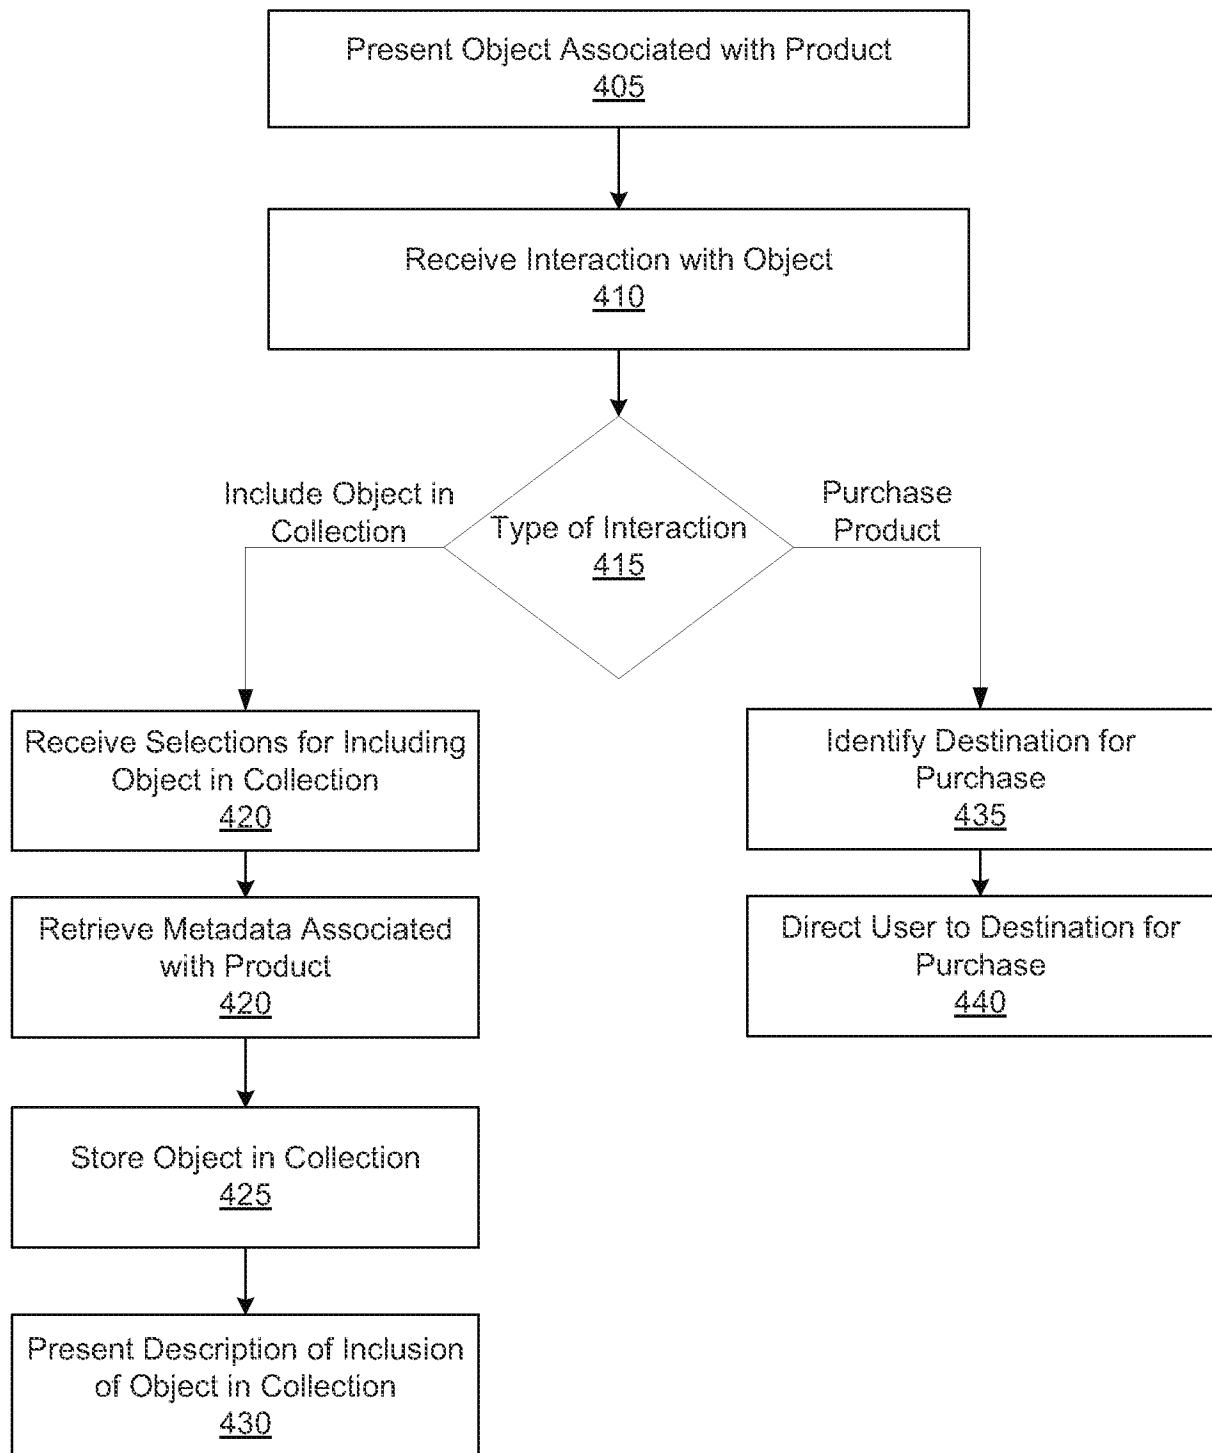 Present Object Associated with Product
405
Receive Interaction with Object
410
Include Object in
Collection
Type of Interaction
415
Purchase
Product
Receive Selections for Including
Object in Collection
420
Identify Destination for
Purchase
435
Retrieve Metadata Associated
with Product
420
Direct User to Destination for
Purchase
440
Store Object in Collection
425
Present Description of Inclusion
of Object in Collection
430